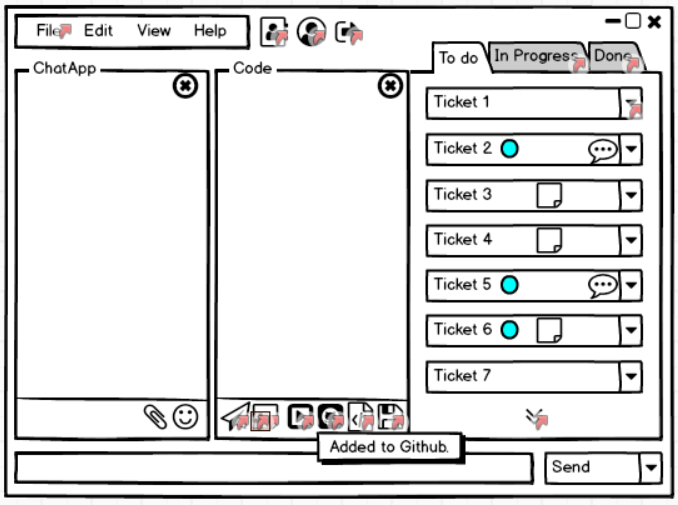 File Edit View Help
ChatApp
Code
To do In Progress Done
Ticket 1
Ticket 2
Ticket 3
Ticket 4
Ticket 5
Ticket 6
Ticket 7
Added to Github.
Send